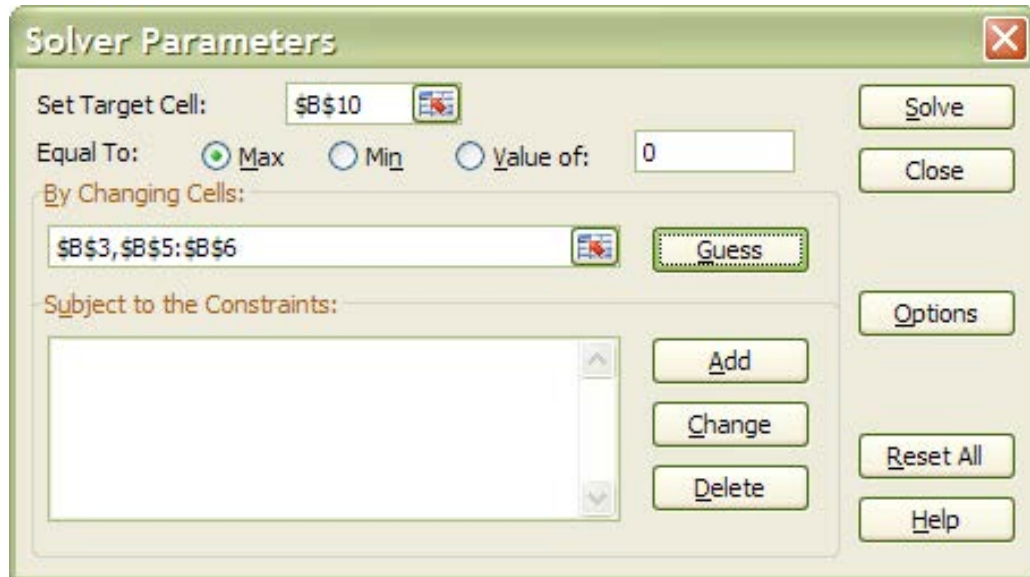 Solver Parameters
Set Target Cell: $B$10 Solve
Equal To: Max Min Value of: 0 Close
By Changing Cells:
$B$3,$B$5:$B$6 Guess
Subject to the Constraints: Options
Add
Change
Reset All
Delete
Help